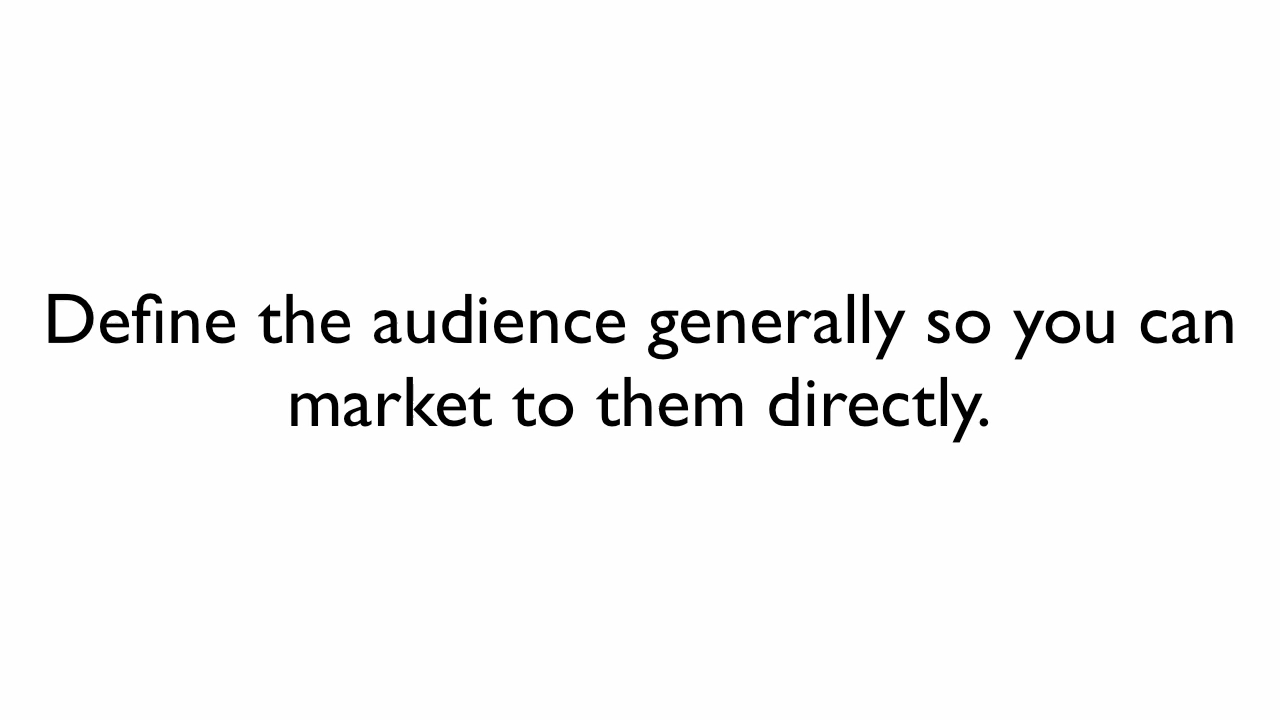 Define the audience generally so you can
market to them directly.